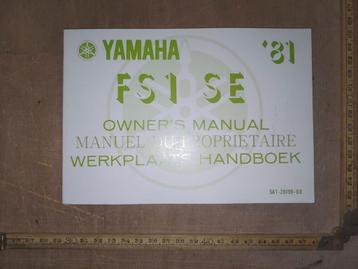 YAMAHA '81
FS1 SE
OWNER'S MANUAL
MANUEL DU PROPRIETAIRE
WERKPLAATS HANDBOEK